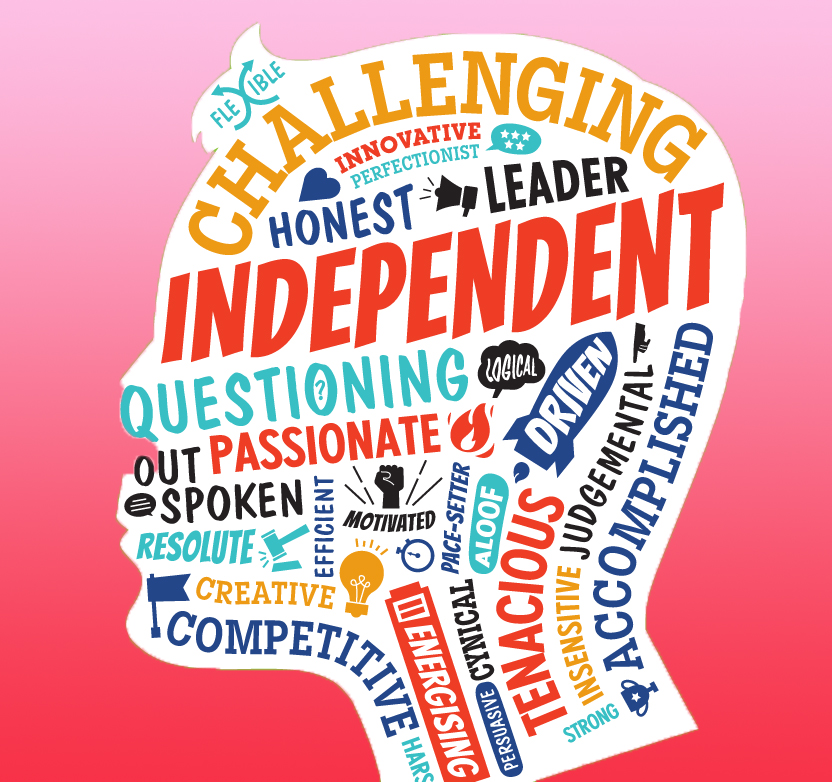 FLEXIBLE
CHALLENGING
INNOVATIVE
PERFECTIONIST
HONEST
LEADER
INDEPENDENT
QUESTIONING
LOGICAL
DRIVEN
OUT
SPOKEN
PASSIONATE
JUDGEMENTAL
ACCOMPLISHED
MOTIVATED
EFFICIENT
PACE-SETTER
ALOOF
TENACIOUS
RESOLUTE
CREATIVE
COMPETITIVE
ENERGISING
CYNICAL
PERSUASIVE
INSENSITIVE
STRONG
HARS